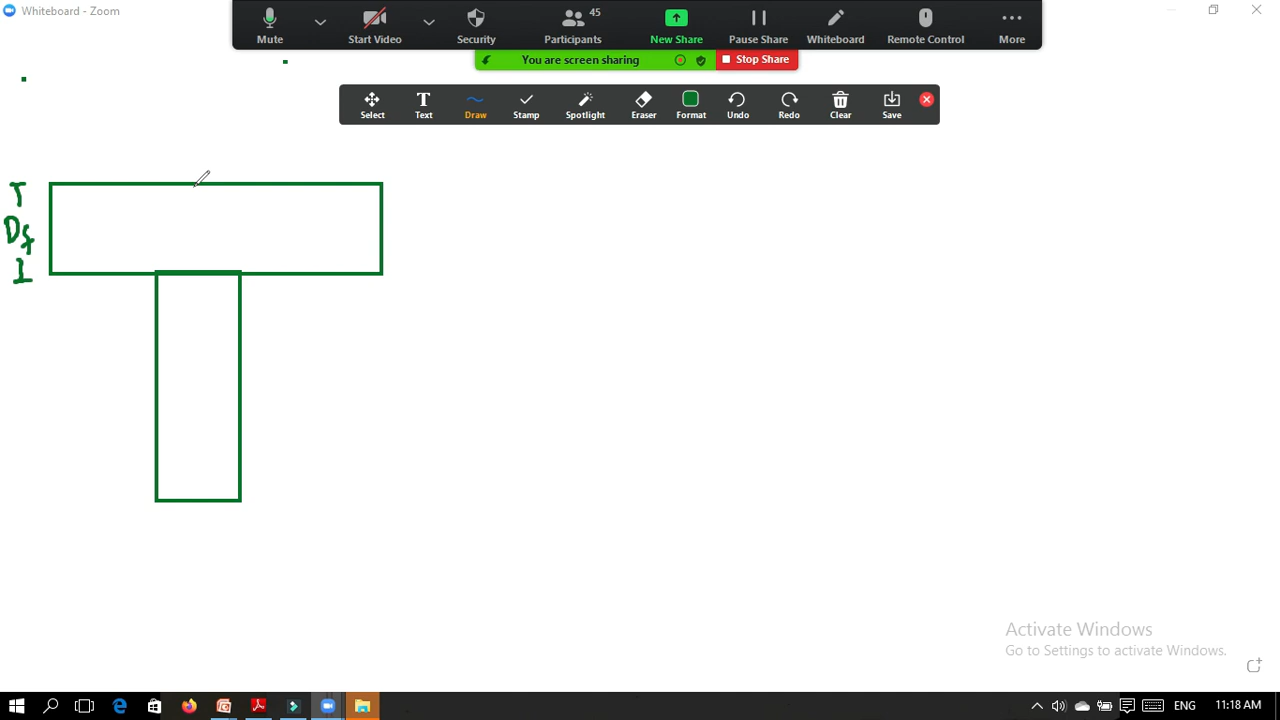 Whiteboard - Zoom
Mute
Start Video
Security
Participants 45
New Share
Pause Share
Whiteboard
Remote Control
More
You are screen sharing
Stop Share
Select
Text
Draw
Stamp
Spotlight
Eraser
Format
Undo
Redo
Clear
Save
T
Df
I
Activate Windows
Go to Settings to activate Windows.
ENG
11:18 AM